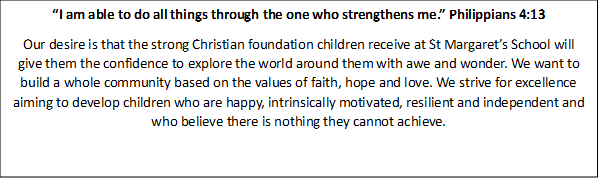 “I am able to do all things through the one who strengthens me.” Philippians 4:13
Our desire is that the strong Christian foundation children receive at St Margaret’s School will
give them the confidence to explore the world around them with awe and wonder. We want to
build a whole community based on the values of faith, hope and love. We strive for excellence
aiming to develop children who are happy, intrinsically motivated, resilient and independent and
who believe there is nothing they cannot achieve.